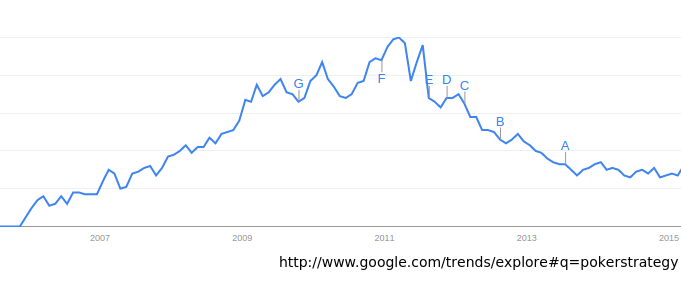 G
F
E
D
C
B
A
2007
2009
2011
2013
2015
http://www.google.com/trends/explore#q=pokerstrategy